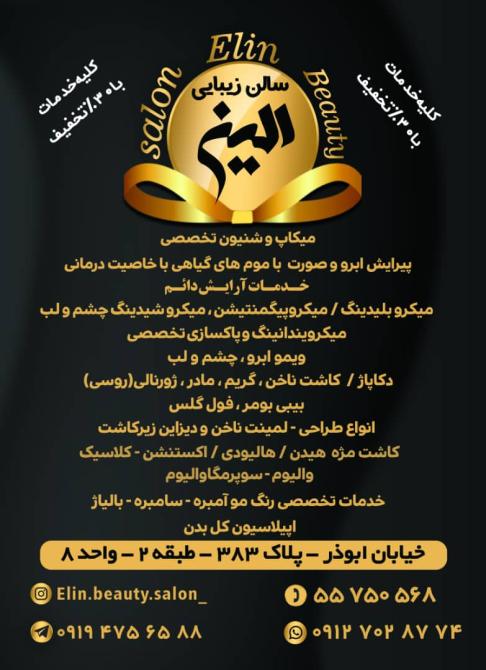 Elin
Beauty
salon
سالن زیبایی
الینا
کلیه خدمات
با ۳۰٪ تخفیف
کلیه خدمات
با ۳۰٪ تخفیف
میکاپ و شنیون تخصصی
پیرایش ابرو و صورت با موم های گیاهی با خاصیت درمانی
خدمات آرایش دائم
میکرو بلیدینگ / میکروپیگمنتیشن ، میکرو شیدینگ چشم و لب
میکرویندانینگ و پاکسازی تخصصی
ویمو ابرو ، چشم و لب
دکاپاژ / کاشت ناخن ، گریم ، مادر ، ژورنالی(روسی)
بیبی بومر ، فول گلس
انواع طراحی - لمینت ناخن و دیزاین زیرکاشت
کاشت مژه هیدن / هالیودی / اکستنشن - کلاسیک
والیوم - سوپرمگاوالیوم
خدمات تخصصی رنگ مو آمبره - سامبره - بالیاژ
اپیلاسیون کل بدن
خیابان ابوذر - پلاک ۳۸۳ - طبقه ۲ - واحد ۸
Elin.beauty.salon_
۵۵ ۷۵۰ ۵۶۸
۰۹۱۹ ۴۷۵ ۶۵ ۸۸
۰۹۱۲ ۷۰۲ ۸۷ ۷۴